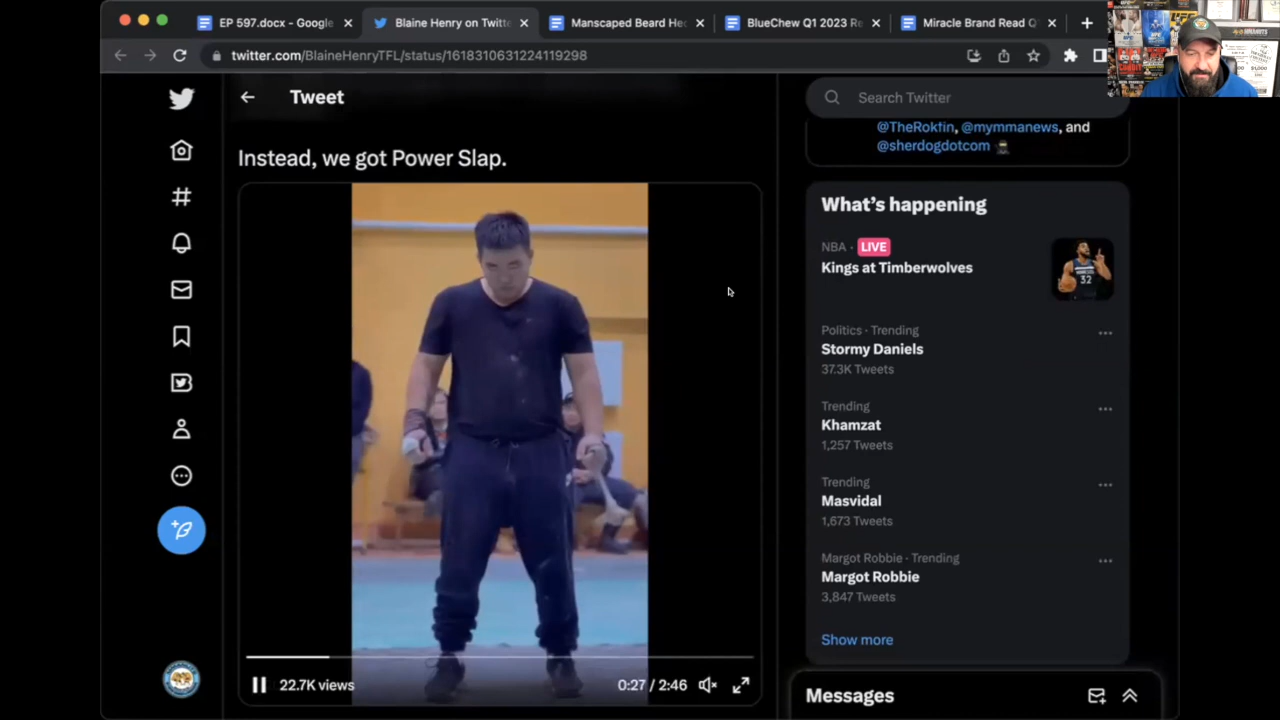 EP 597.docx - Google
Blaine Henry on Twitte
Manscaped Beard Hed
BlueChew Q1 2023 Re
Miracle Brand Read Q
twitter.com/BlaineHenryTFL/status/1618310631224119298
Tweet
Instead, we got Power Slap.
22.7K views
0:27 / 2:46
Search Twitter
@TheRokfin, @mymmanews, and
@sherdogdotcom
What's happening
NBA · LIVE
Kings at Timberwolves
Politics · Trending
Stormy Daniels
37.3K Tweets
Trending
Khamzat
1,257 Tweets
Trending
Masvidal
1,673 Tweets
Margot Robbie · Trending
Margot Robbie
3,847 Tweets
Show more
Messages